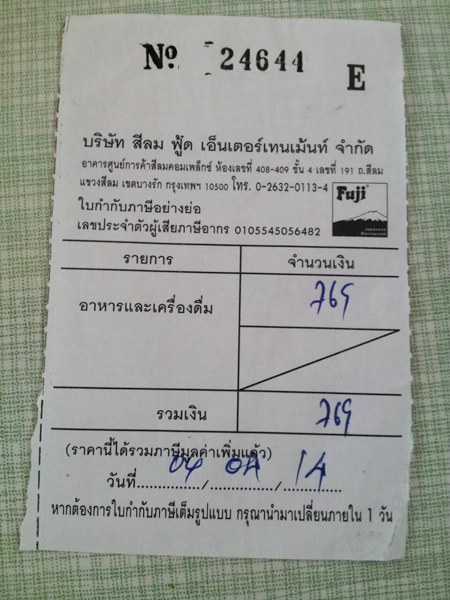 No. 24644
E
บริษัท สีลม ฟู้ด เอ็นเตอร์เทนเม้นท์ จำกัด
อาคารศูนย์การค้าสีลมคอมเพล็กซ์ ห้องเลขที่ 408-409 ชั้น 4 เลขที่ 191 ถ.สีลม
แขวงสีลม เขตบางรัก กรุงเทพฯ 10500 โทร. 0-2632-0113-4
Fuji
ใบกำกับภาษีอย่างย่อ
เลขประจำตัวผู้เสียภาษีอากร 0105545056482
รายการ จำนวนเงิน
อาหารและเครื่องดื่ม 769
รวมเงิน 769
(ราคานี้ได้รวมภาษีมูลค่าเพิ่มแล้ว)
วันที่ 04 / 04 / 14
หากต้องการใบกำกับภาษีเต็มรูปแบบ กรุณานำมาเปลี่ยนภายใน 1 วัน